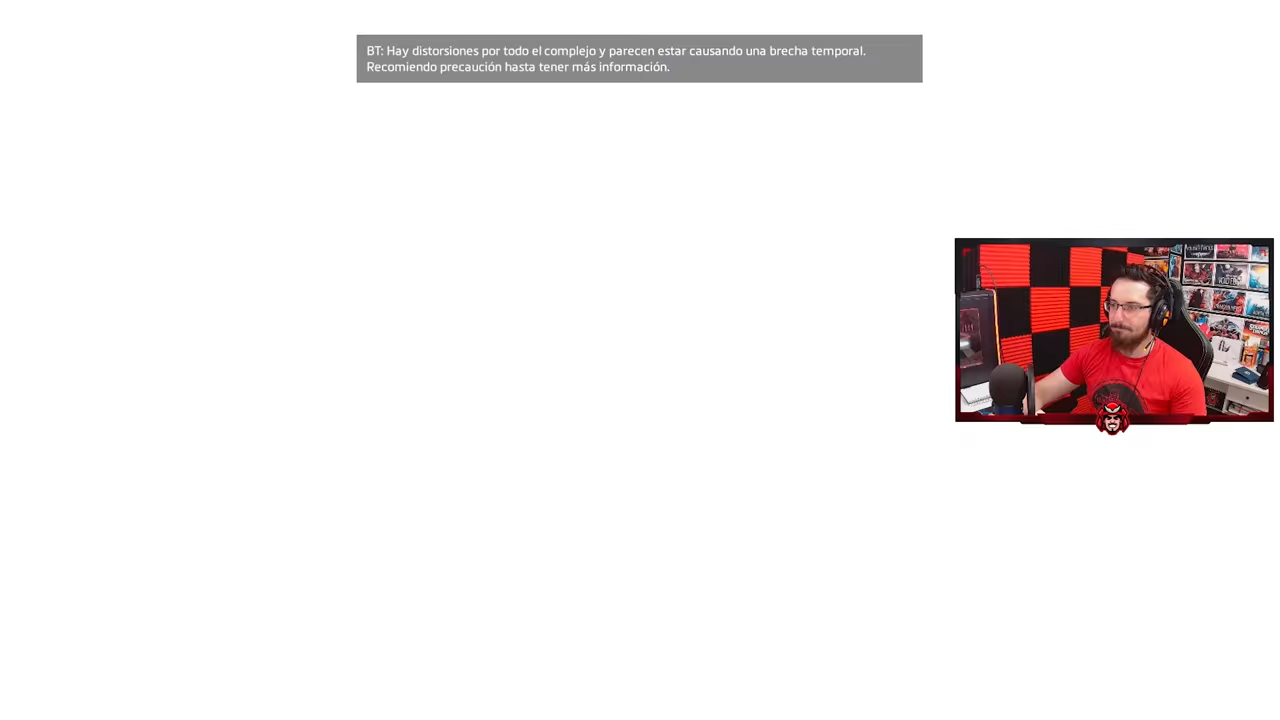 BT: Hay distorsiones por todo el complejo y parecen estar causando una brecha temporal.
Recomiendo precaución hasta tener más información.